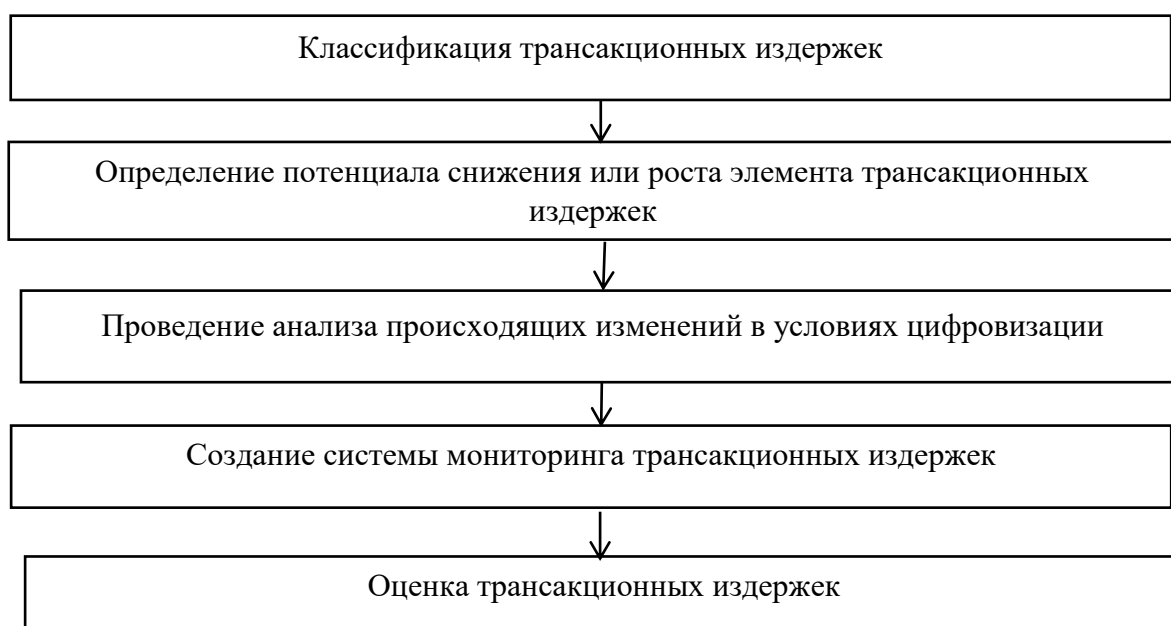 Классификация трансакционных издержек
Определение потенциала снижения или роста элемента трансакционных
издержек
Проведение анализа происходящих изменений в условиях цифровизации
Создание системы мониторинга трансакционных издержек
Оценка трансакционных издержек